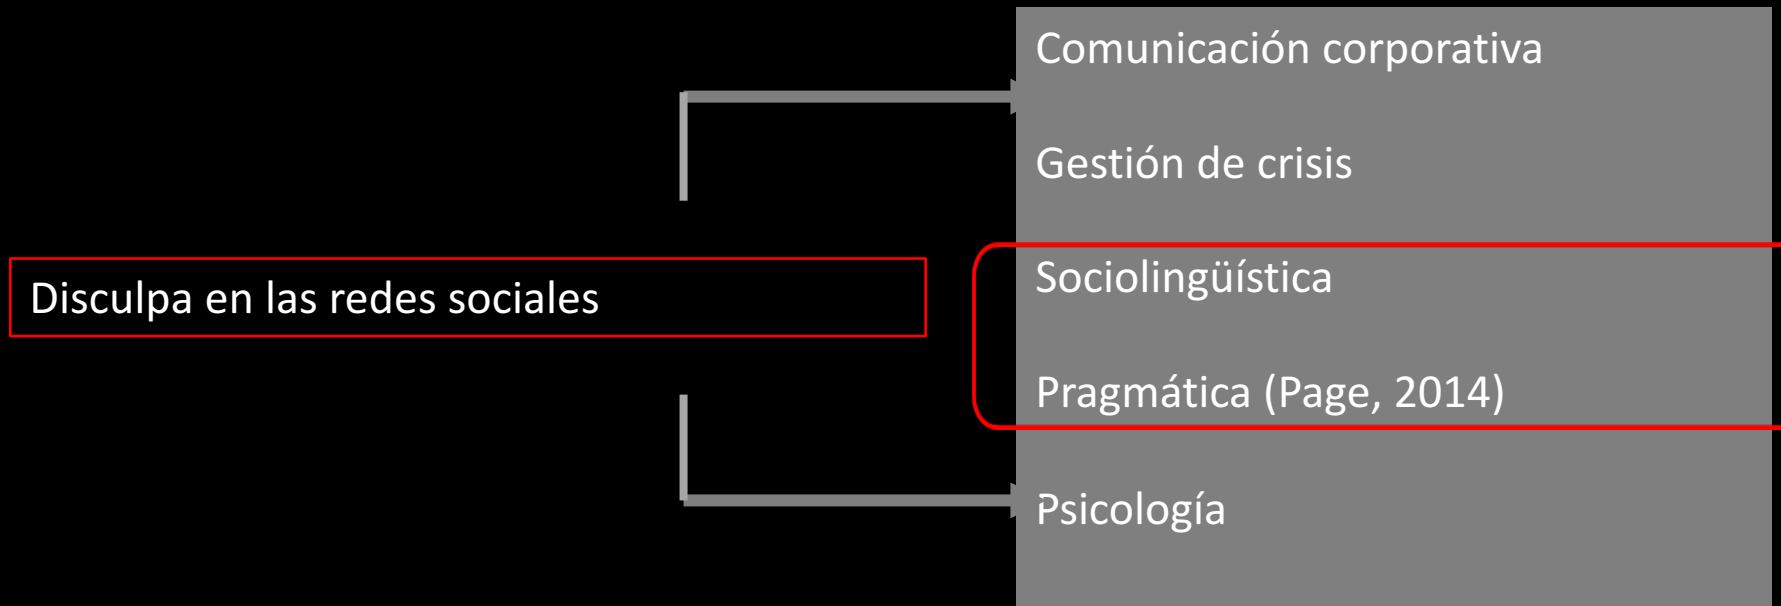 Comunicación corporativa
Gestión de crisis
Disculpa en las redes sociales
Sociolingüística
Pragmática (Page, 2014)
Psicología